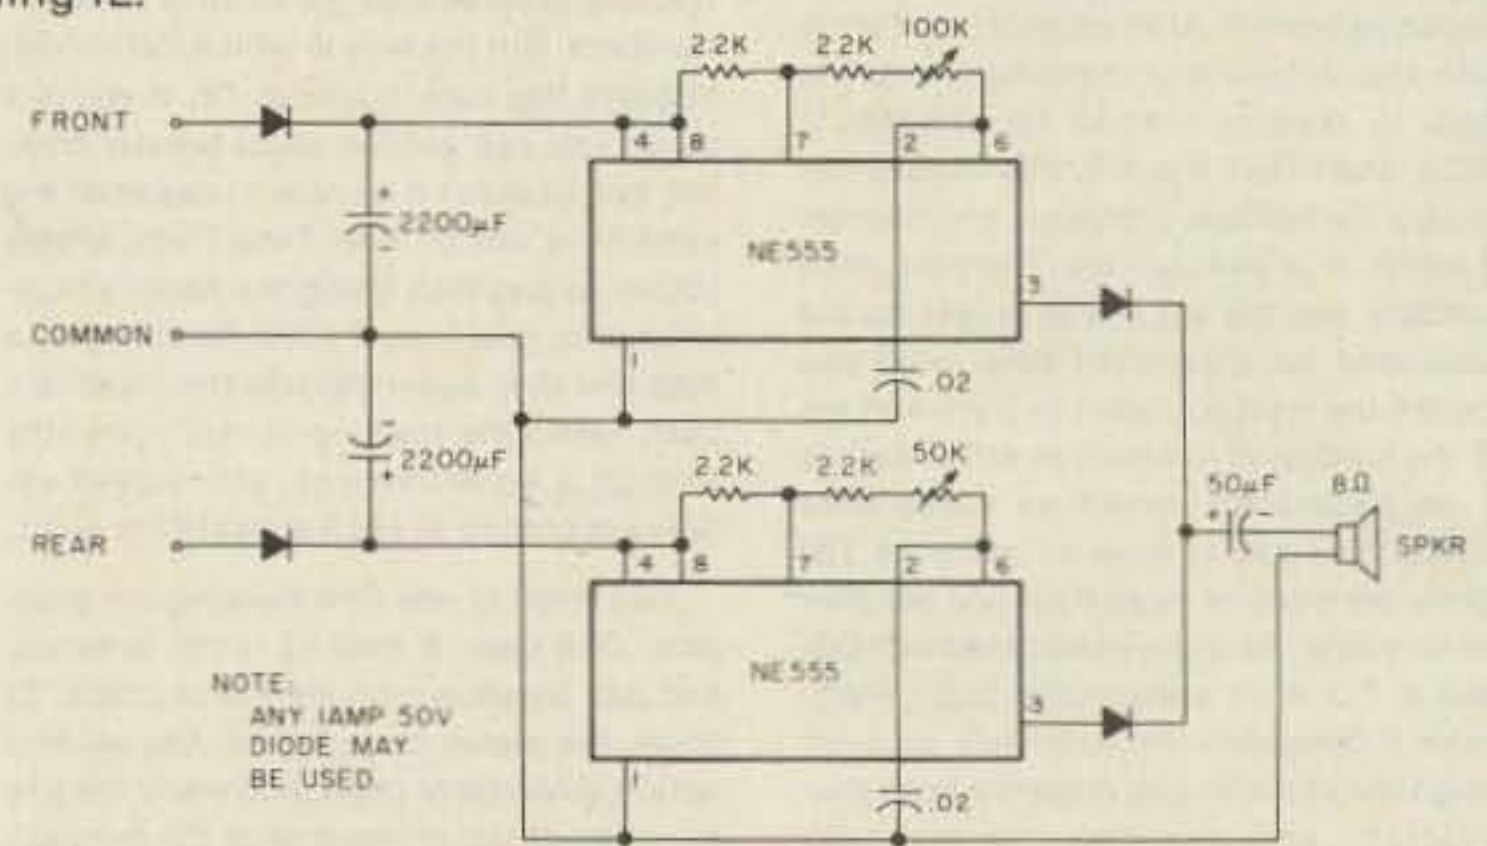 ing 12.
2.2K 2.2K 100K
FRONT
4 8 7 2 6
+
2200µF
-
NE555
3
COMMON
1
.02
-
2200µF
+
2.2K 2.2K 50K
50µF 8Ω
+ -
REAR
SPKR
4 8 7 2 6
NE555
3
NOTE:
ANY 1AMP 50V
DIODE MAY
BE USED.
1
.02